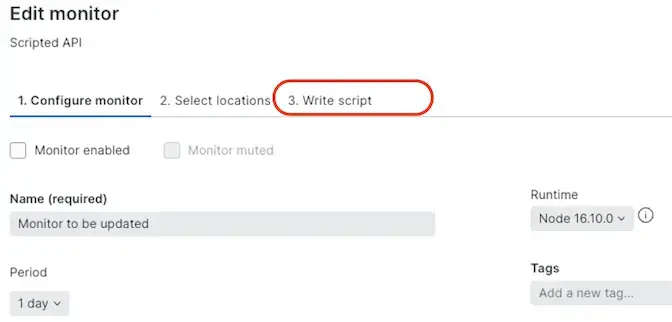 Edit monitor
Scripted API
1. Configure monitor 2. Select locations 3. Write script
Monitor enabled Monitor muted
Name (required)
Monitor to be updated
Runtime
Node 16.10.0
Period
1 day
Tags
Add a new tag...